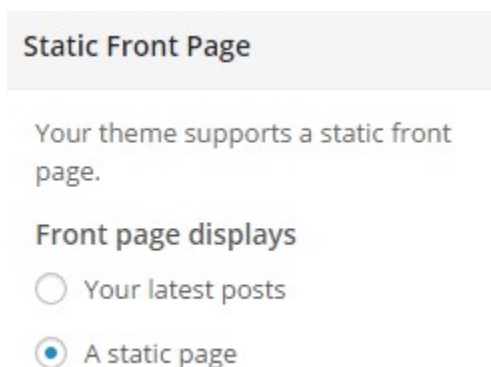 Static Front Page
Your theme supports a static front
page.
Front page displays
Your latest posts
A static page